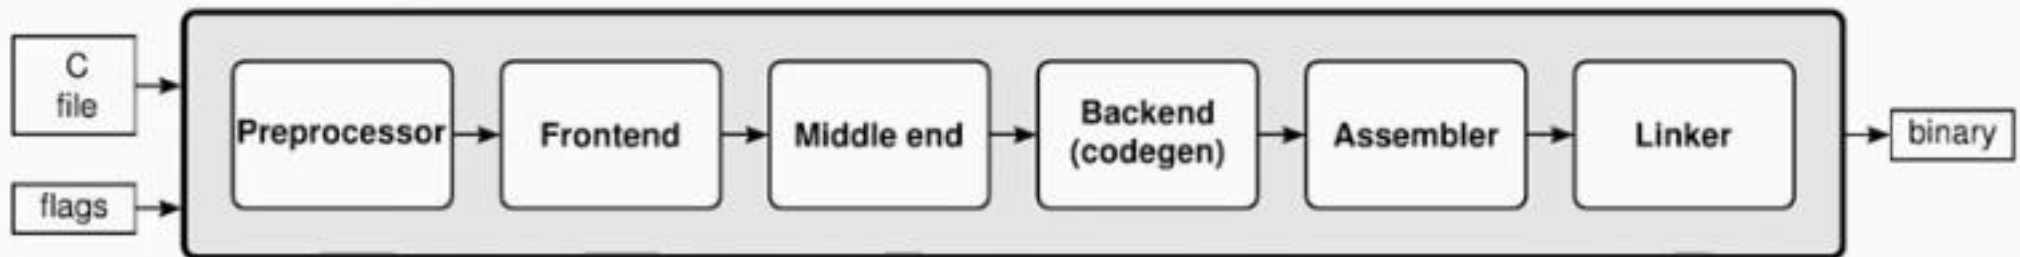 C
file
flags
Preprocessor
Frontend
Middle end
Backend
(codegen)
Assembler
Linker
binary